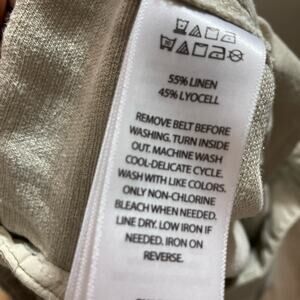 55% LINEN
45% LYOCELL
REMOVE BELT BEFORE
WASHING. TURN INSIDE
OUT. MACHINE WASH
COOL-DELICATE CYCLE.
WASH WITH LIKE COLORS.
ONLY NON-CHLORINE
BLEACH WHEN NEEDED.
LINE DRY. LOW IRON IF
NEEDED. IRON ON
REVERSE.